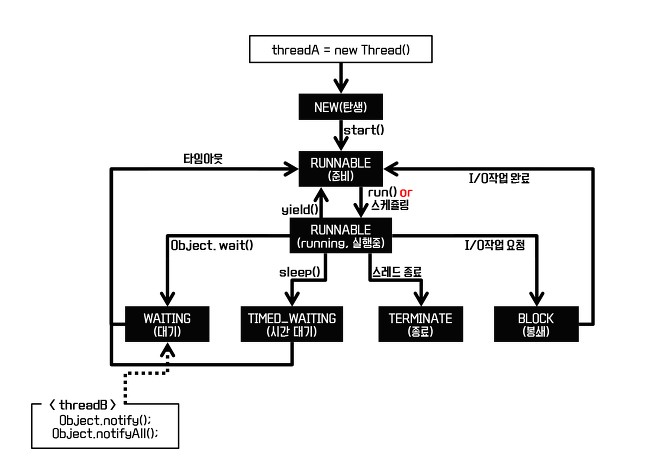 threadA = new Thread()
NEW(탄생)
start()
RUNNABLE
(준비)
타임아웃
I/O작업 완료
run() or
스케쥴링
yield()
RUNNABLE
(running, 실행중)
Object. wait()
I/O작업 요청
sleep()
스레드 종료
WAITING
(대기)
TIMED_WAITING
(시간 대기)
TERMINATE
(종료)
BLOCK
(봉쇄)
< threadB >
Object.notify();
Object.notifyAll();